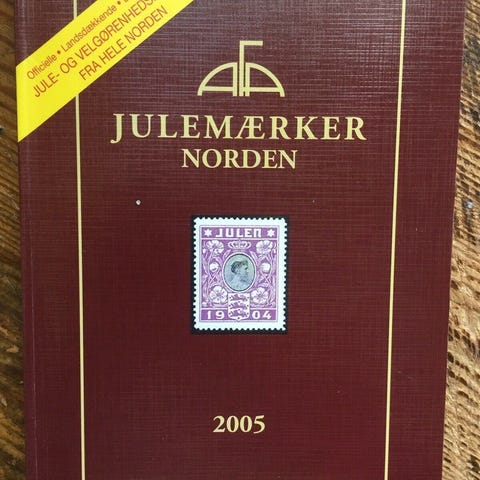 Officielle • Landsdækkende •
JULE- OG VELGØRENHEDS
FRA HELE NORDEN
AFA
JULEMÆRKER
NORDEN
JULEN
1904
2005